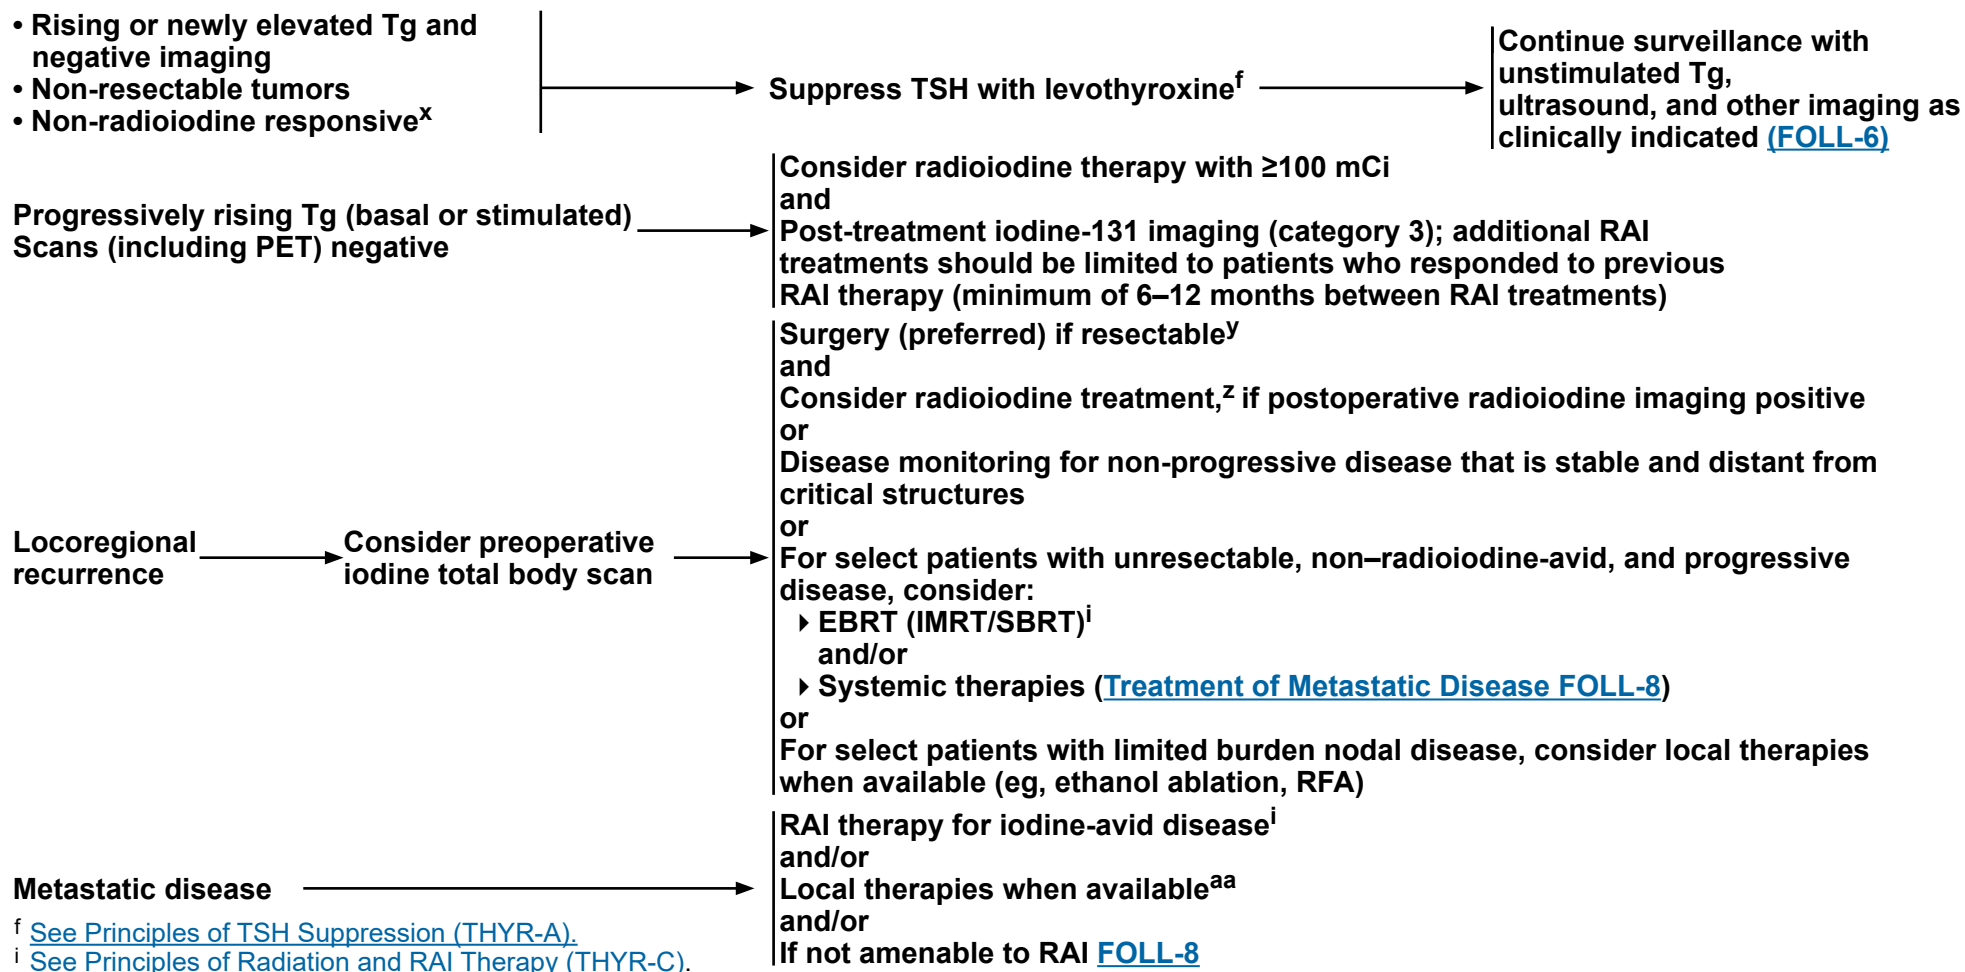 • Rising or newly elevated Tg and
negative imaging
• Non-resectable tumors
• Non-radioiodine responsiveˣ
Suppress TSH with levothyroxineᶠ
Continue surveillance with
unstimulated Tg,
ultrasound, and other imaging as
clinically indicated (FOLL-6)
Progressively rising Tg (basal or stimulated)
Scans (including PET) negative
Consider radioiodine therapy with ≥100 mCi
and
Post-treatment iodine-131 imaging (category 3); additional RAI
treatments should be limited to patients who responded to previous
RAI therapy (minimum of 6–12 months between RAI treatments)
Locoregional
recurrence
Consider preoperative
iodine total body scan
Surgery (preferred) if resectableʸ
and
Consider radioiodine treatment,ᶻ if postoperative radioiodine imaging positive
or
Disease monitoring for non-progressive disease that is stable and distant from
critical structures
or
For select patients with unresectable, non–radioiodine-avid, and progressive
disease, consider:
EBRT (IMRT/SBRT)ⁱ
and/or
Systemic therapies (Treatment of Metastatic Disease FOLL-8)
or
For select patients with limited burden nodal disease, consider local therapies
when available (eg, ethanol ablation, RFA)
Metastatic disease
RAI therapy for iodine-avid diseaseⁱ
and/or
Local therapies when availableᵃᵃ
and/or
If not amenable to RAI FOLL-8
ᶠ See Principles of TSH Suppression (THYR-A).
ⁱ See Principles of Radiation and RAI Therapy (THYR-C).